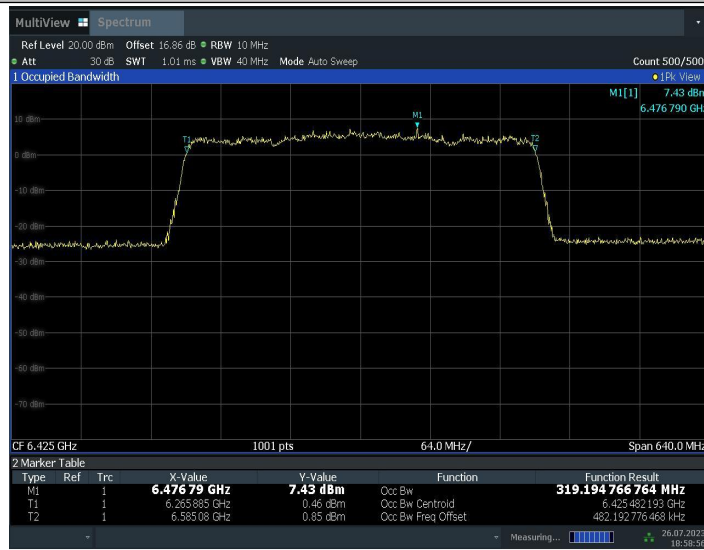 MultiView Spectrum
Ref Level 20.00 dBm Offset 16.86 dB RBW 10 MHz
Att 30 dB SWT 1.01 ms VBW 40 MHz Mode Auto Sweep Count 500/500
1 Occupied Bandwidth 1Pk View
M1[1] 7.43 dBm
6.476 790 GHz
10 dBm
M1
T1
T2
0 dBm
-10 dBm
-20 dBm
-30 dBm
-40 dBm
-50 dBm
-60 dBm
-70 dBm
CF 6.425 GHz 1001 pts 64.0 MHz/ Span 640.0 MHz
2 Marker Table
Type Ref Trc X-Value Y-Value Function Function Result
M1 1 6.476 79 GHz 7.43 dBm Occ Bw 319.194 766 764 MHz
T1 1 6.265 885 GHz 0.46 dBm Occ Bw Centroid 6.425 482 193 GHz
T2 1 6.585 08 GHz 0.85 dBm Occ Bw Freq Offset 482.192 776 468 kHz
Measuring... 26.07.2023
18:58:56